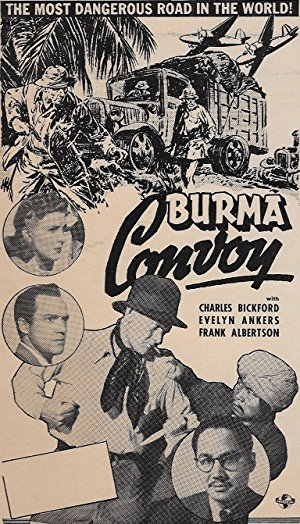 THE MOST DANGEROUS ROAD IN THE WORLD!
BURMA
Convoy
with
CHARLES BICKFORD
EVELYN ANKERS
FRANK ALBERTSON